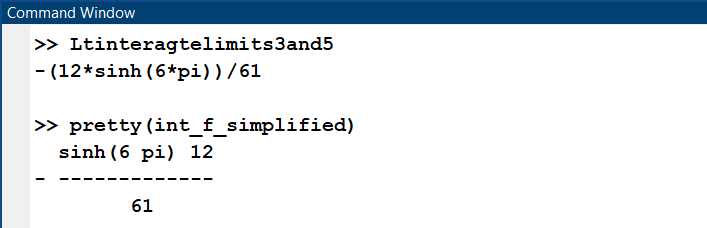 Command Window
>> Ltinteragtelimits3and5
-(12*sinh(6*pi))/61
>> pretty(int_f_simplified)
sinh(6 pi) 12
- -------------
61